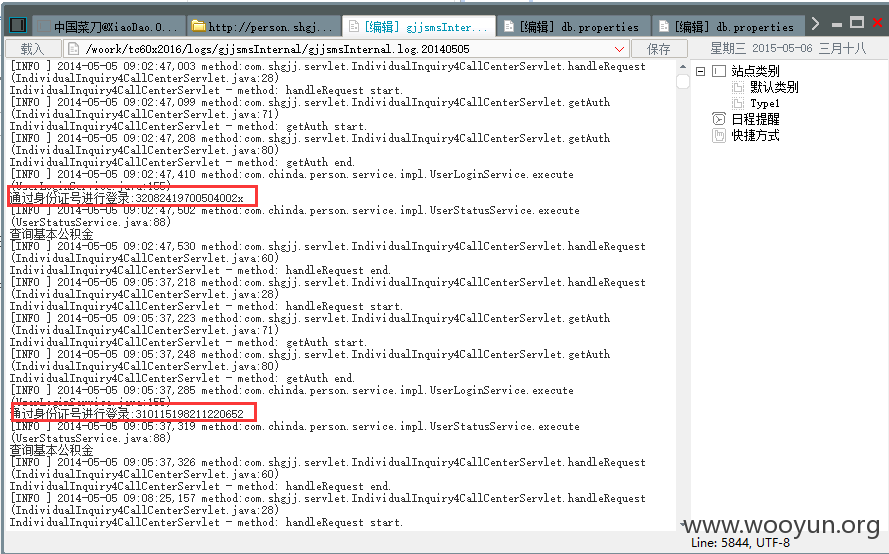 中国菜刀@XiaoDao.O...
http://person.shgj...
[编辑] gjjsmsInter...
[编辑] db.properties
[编辑] db.properties
载入
/woork/tc60x2016/logs/gjjsmsInternal/gjjsmsInternal.log.20140505
保存
星期三 2015-05-06 三月十八
[INFO ] 2014-05-05 09:02:47,003 method:com.shgjj.servlet.IndividualInquiry4CallCenterServlet.handleRequest
(IndividualInquiry4CallCenterServlet.java:28)
IndividualInquiry4CallCenterServlet - method: handleRequest start.
[INFO ] 2014-05-05 09:02:47,099 method:com.shgjj.servlet.IndividualInquiry4CallCenterServlet.getAuth
(IndividualInquiry4CallCenterServlet.java:71)
IndividualInquiry4CallCenterServlet - method: getAuth start.
[INFO ] 2014-05-05 09:02:47,208 method:com.shgjj.servlet.IndividualInquiry4CallCenterServlet.getAuth
(IndividualInquiry4CallCenterServlet.java:80)
IndividualInquiry4CallCenterServlet - method: getAuth end.
[INFO ] 2014-05-05 09:02:47,410 method:com.chinda.person.service.impl.UserLoginService.execute
(UserLoginService.java:155)
通过身份证号进行登录:32082419700504002x
[INFO ] 2014-05-05 09:02:47,502 method:com.chinda.person.service.impl.UserStatusService.execute
(UserStatusService.java:88)
查询基本公积金
[INFO ] 2014-05-05 09:02:47,530 method:com.shgjj.servlet.IndividualInquiry4CallCenterServlet.handleRequest
(IndividualInquiry4CallCenterServlet.java:60)
IndividualInquiry4CallCenterServlet - method: handleRequest end.
[INFO ] 2014-05-05 09:05:37,218 method:com.shgjj.servlet.IndividualInquiry4CallCenterServlet.handleRequest
(IndividualInquiry4CallCenterServlet.java:28)
IndividualInquiry4CallCenterServlet - method: handleRequest start.
[INFO ] 2014-05-05 09:05:37,223 method:com.shgjj.servlet.IndividualInquiry4CallCenterServlet.getAuth
(IndividualInquiry4CallCenterServlet.java:71)
IndividualInquiry4CallCenterServlet - method: getAuth start.
[INFO ] 2014-05-05 09:05:37,248 method:com.shgjj.servlet.IndividualInquiry4CallCenterServlet.getAuth
(IndividualInquiry4CallCenterServlet.java:80)
IndividualInquiry4CallCenterServlet - method: getAuth end.
[INFO ] 2014-05-05 09:05:37,285 method:com.chinda.person.service.impl.UserLoginService.execute
(UserLoginService.java:155)
通过身份证号进行登录:310115198211220652
[INFO ] 2014-05-05 09:05:37,319 method:com.chinda.person.service.impl.UserStatusService.execute
(UserStatusService.java:88)
查询基本公积金
[INFO ] 2014-05-05 09:05:37,326 method:com.shgjj.servlet.IndividualInquiry4CallCenterServlet.handleRequest
(IndividualInquiry4CallCenterServlet.java:60)
IndividualInquiry4CallCenterServlet - method: handleRequest end.
[INFO ] 2014-05-05 09:08:25,157 method:com.shgjj.servlet.IndividualInquiry4CallCenterServlet.handleRequest
(IndividualInquiry4CallCenterServlet.java:28)
IndividualInquiry4CallCenterServlet - method: handleRequest start.
站点类别
默认类别
Type1
日程提醒
快捷方式
www.wooyun.org
Line: 5844, UTF-8